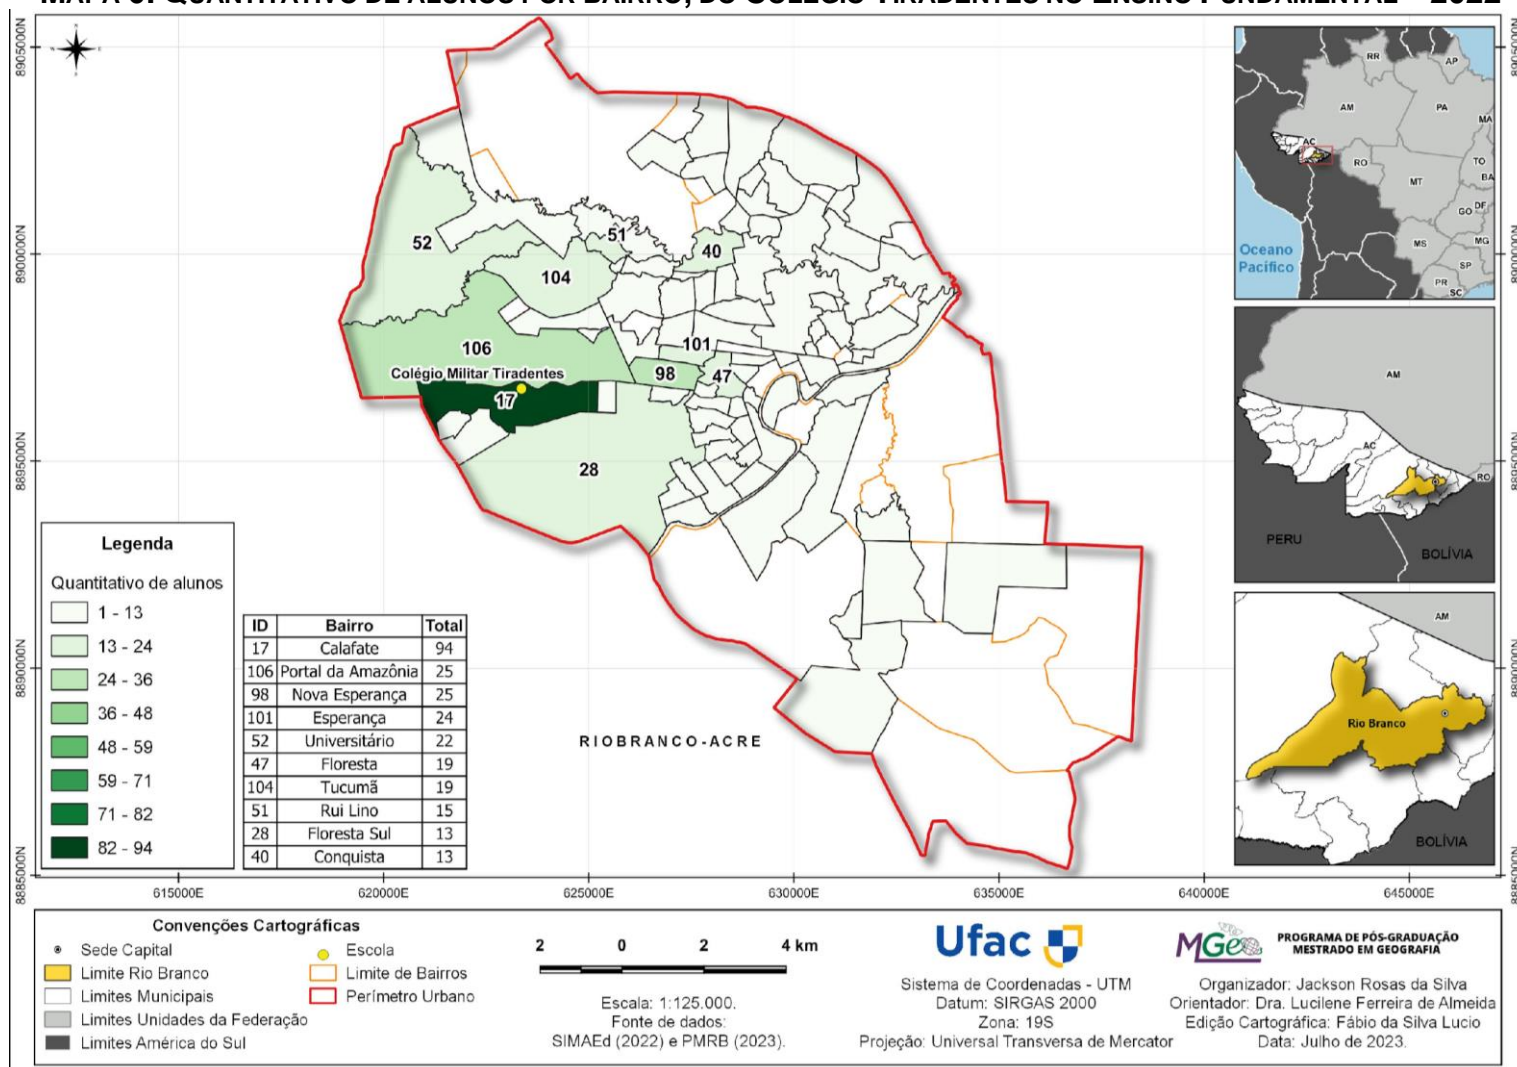 MAPA 5: QUANTITATIVO DE ALUNOS POR BAIRRO, DO COLÉGIO TIRADENTES NO ENSINO FUNDAMENTAL – 2022
8905000N
8900000N
8895000N
8890000N
8885000N
8905000N
8900000N
8895000N
8890000N
8885000N
615000E
620000E
625000E
630000E
635000E
640000E
645000E
52
51
40
104
106
101
98
47
Colégio Militar Tiradentes
17
28
RIOBRANCO-ACRE
Legenda
Quantitativo de alunos
1 - 13
13 - 24
24 - 36
36 - 48
48 - 59
59 - 71
71 - 82
82 - 94
ID Bairro Total
17 Calafate 94
106 Portal da Amazônia 25
98 Nova Esperança 25
101 Esperança 24
52 Universitário 22
47 Floresta 19
104 Tucumã 19
51 Rui Lino 15
28 Floresta Sul 13
40 Conquista 13
RR
AP
AM
PA
MA
AC
RO
TO
BA
MT
GO
DF
MS
MG
SP
PR
SC
Oceano
Pacífico
AM
AC
RO
PERU
BOLÍVIA
AM
Rio Branco
BOLÍVIA
Convenções Cartográficas
Sede Capital
Limite Rio Branco
Limites Municipais
Limites Unidades da Federação
Limites América do Sul
Escola
Limite de Bairros
Perímetro Urbano
2 0 2 4 km
Escala: 1:125.000.
Fonte de dados:
SIMAEd (2022) e PMRB (2023).
Ufac
Sistema de Coordenadas - UTM
Datum: SIRGAS 2000
Zona: 19S
Projeção: Universal Transversa de Mercator
MGeo
PROGRAMA DE PÓS-GRADUAÇÃO
MESTRADO EM GEOGRAFIA
Organizador: Jackson Rosas da Silva
Orientador: Dra. Lucilene Ferreira de Almeida
Edição Cartográfica: Fábio da Silva Lucio
Data: Julho de 2023.